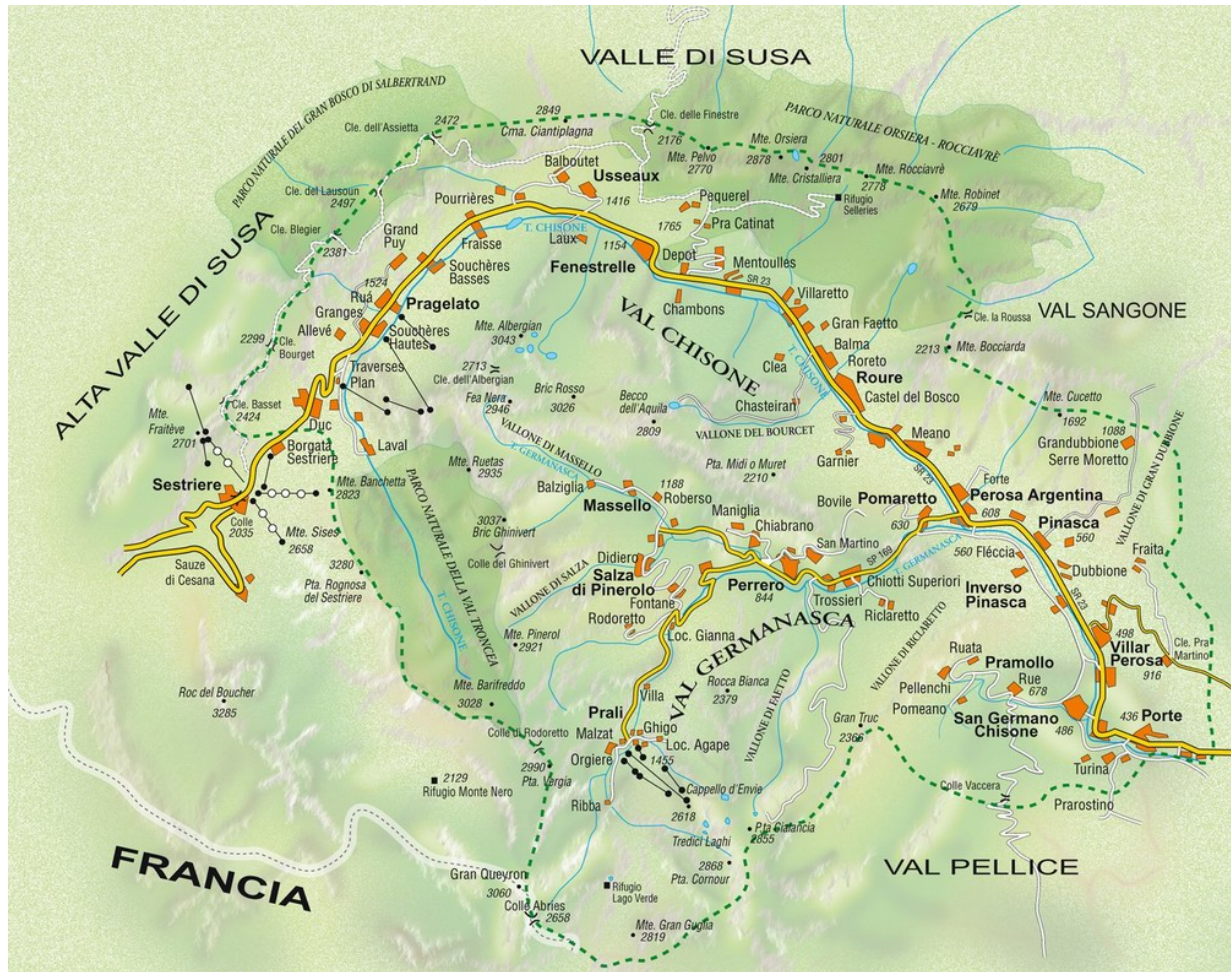 VALLE DI SUSA
PARCO NATURALE DEL GRAN BOSCO DI SALBERTRAND
Cle. dell'Assietta
2472
2849
Cma. Ciantiplagna
Cle. delle Finestre
2176
PARCO NATURALE ORSIERA - ROCCIAVRÈ
Mte. Orsiera
2878
2801
Mte. Pelvo
2770
Mte. Cristalliera
Mte. Rocciavrè
2778
Mte. Robinet
2679
Rifugio
Selleries
Balboutet
Usseaux
1416
Pourrières
Pequerel
1765
Pra Catinat
Cle. del Lausoun
2497
Cle. Blegier
2381
ALTA VALLE DI SUSA
Grand
Puy
Fraisse
T. CHISONE
Laux
1154
Fenestrelle
Depot
Mentoulles
SR 23
Souchères
Basses
1524
Ruá
Granges
Pragelato
Chambons
Villaretto
VAL SANGONE
Cle. la Roussa
Allevé
Souchères
Hautes
Mte. Albergian
3043
VAL CHISONE
Gran Faetto
Balma
Roreto
2213
Mte. Bocciarda
2299
Cle.
Bourget
Traverses
Plan
2713
Cle. dell'Albergian
Clea
T. CHISONE
Roure
Castel del Bosco
Mte.
Fraitève
2701
Cle. Basset
2424
Fea Nera
2946
Bric Rosso
3026
Becco
dell'Aquila
2809
Chasteiran
VALLONE DEL BOURCET
Mte. Cucetto
1692
Duc
Borgata
Sestriere
Laval
VALLONE DI MASSELLO
T. GERMANASCA
Meano
1088
Grandubbione
Serre Moretto
Garnier
Mte. Ruetas
2935
Pta. Midi o Muret
2210
SR 23
Sestriere
Mte. Banchetta
2823
Balziglia
1188
Roberso
Massello
Forte
Perosa Argentina
608
Colle
2035
Mte. Sises
2658
PARCO NATURALE DELLA VAL TRONCEA
3037
Bric Ghinivert
Maniglia
Bovile
Pomaretto
630
Pinasca
560
VALLONE DI GRAN DUBBIONE
Chiabrano
San Martino
Colle del Ghinivert
Didiero
SP 169
T. GERMANASCA
560
Fléccia
Fraita
Sauze
di Cesana
3280
Pta. Rognosa
del Sestriere
VALLONE DI SALZA
Salza
di Pinerolo
Perrero
844
Chiotti Superiori
Trossieri
Dubbione
Inverso
Pinasca
T. CHISONE
Fontane
Rodoretto
Riclaretto
SR 23
Loc. Gianna
VAL GERMANASCA
VALLONE DI RICLARETTO
498
Villar
Perosa
Cle. Pra
Martino
916
Mte. Pinerol
2921
Ruata
Pramollo
Rue
678
Pellenchi
Pomeano
Roc del Boucher
3285
Mte. Barifreddo
3028
Villa
Rocca Bianca
2379
VALLONE DI FAETTO
Gran Truc
2366
San Germano
Chisone
486
436
Porte
Prali
Malzat
Ghigo
Loc. Agape
Orgiere
1455
Colle di Rodoretto
2990
Pta. Vergia
Turina
2129
Rifugio Monte Nero
Cappello d'Envie
2618
Colle Vaccera
Prarostino
Ribba
Tredici Laghi
P.ta Cialancia
2855
FRANCIA
2868
Pta. Cornour
VAL PELLICE
Gran Queyron
3060
Rifugio
Lago Verde
Colle Abries
2658
Mte. Gran Guglia
2819